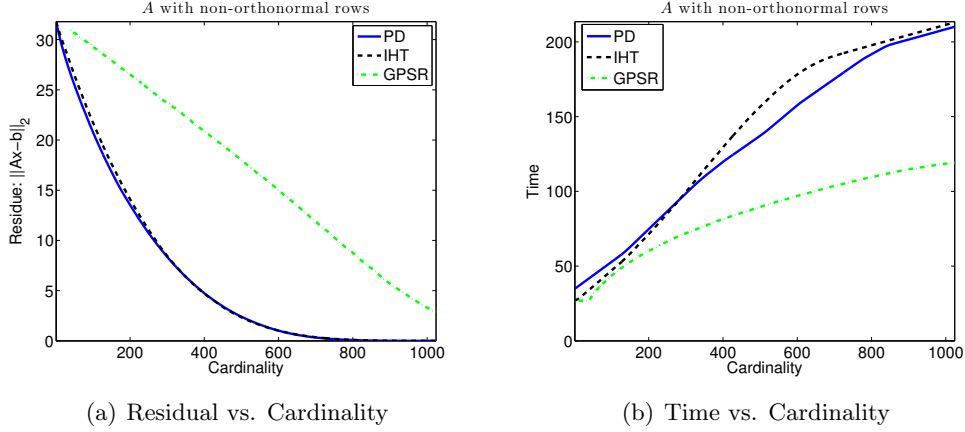 A with non-orthonormal rows
30
25
20
15
10
5
0
Residue: ||Ax−b||₂
200
400
600
800
1000
Cardinality
PD
IHT
GPSR
(a) Residual vs. Cardinality
A with non-orthonormal rows
200
150
100
50
0
Time
200
400
600
800
1000
Cardinality
PD
IHT
GPSR
(b) Time vs. Cardinality